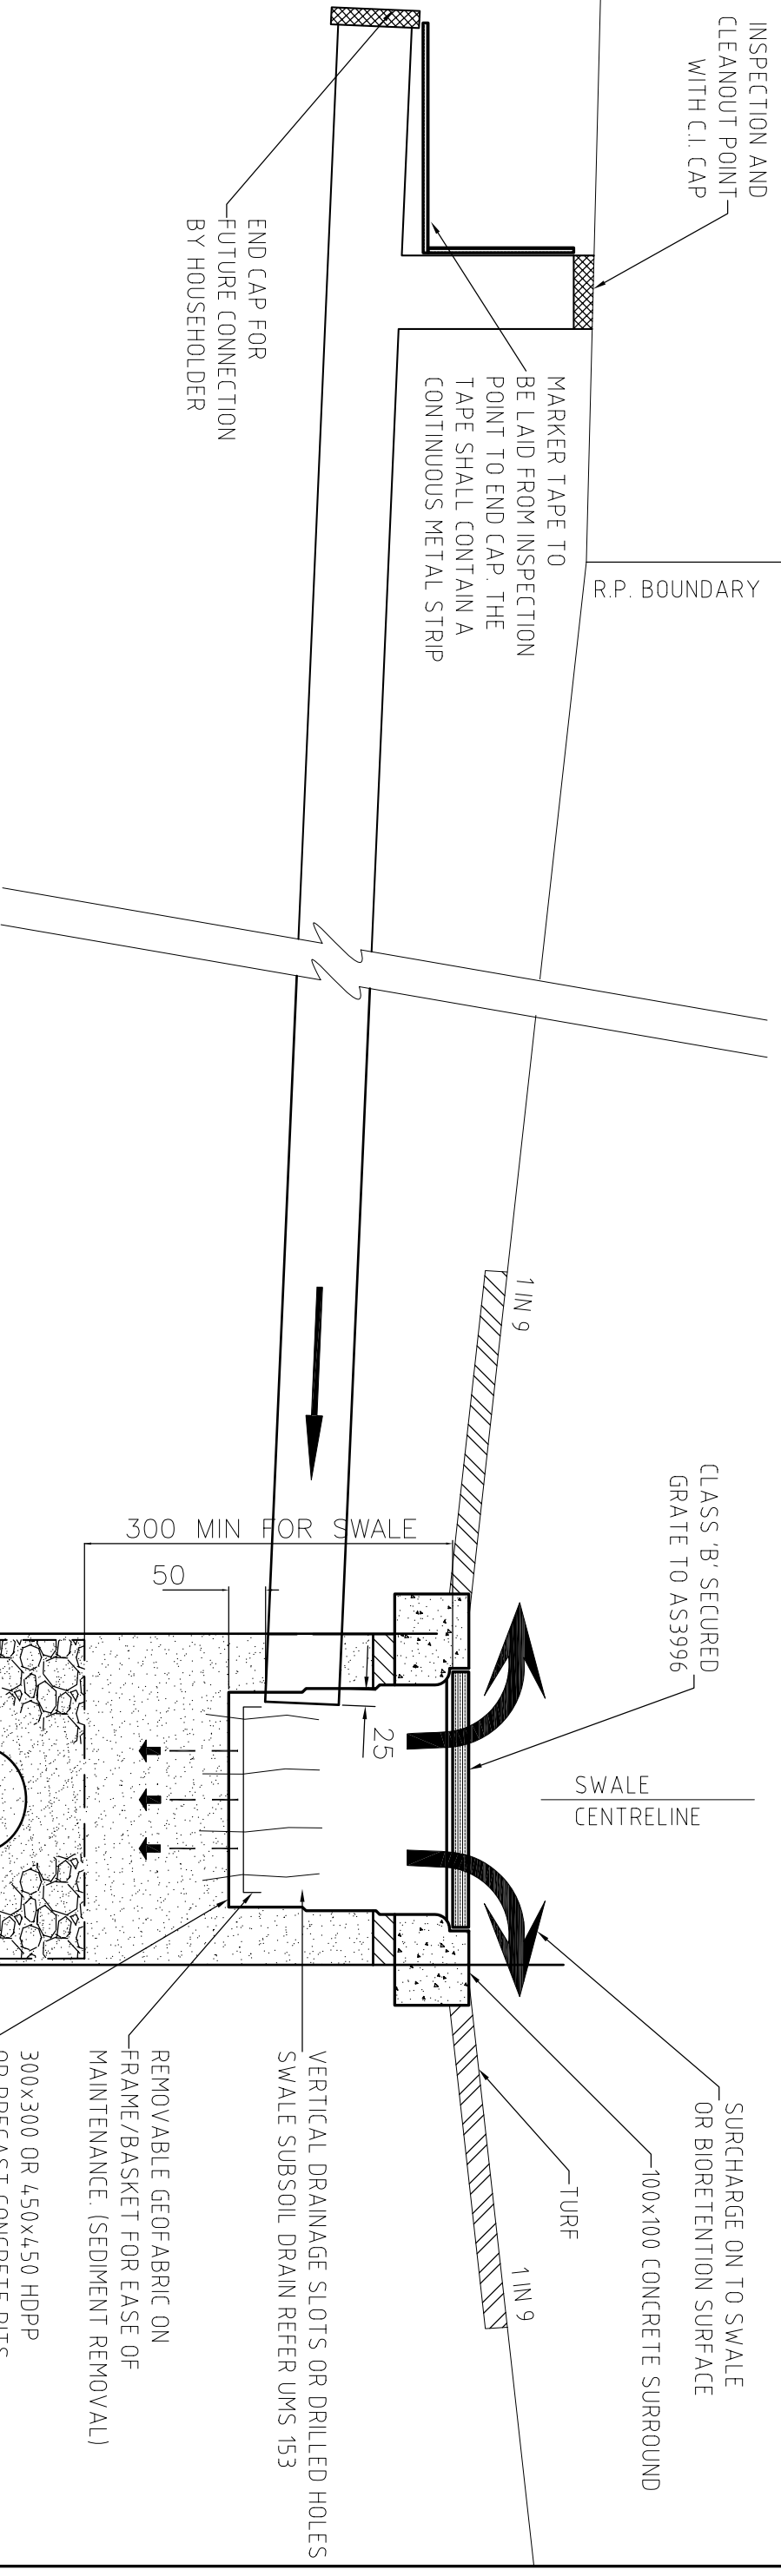 INSPECTION AND
CLEANOUT POINT
WITH C.I. CAP
END CAP FOR
FUTURE CONNECTION
BY HOUSEHOLDER
MARKER TAPE TO
BE LAID FROM INSPECTION
POINT TO END CAP. THE
TAPE SHALL CONTAIN A
CONTINUOUS METAL STRIP
R.P. BOUNDARY
1 IN 9
CLASS 'B' SECURED
GRATE TO AS3996
300 MIN FOR SWALE
50
25
SWALE
CENTRELINE
SURCHARGE ON TO SWALE
OR BIORETENTION SURFACE
100x100 CONCRETE SURROUND
TURF
1 IN 9
VERTICAL DRAINAGE SLOTS OR DRILLED HOLES
SWALE SUBSOIL DRAIN REFER UMS 153
REMOVABLE GEOFABRIC ON
FRAME/BASKET FOR EASE OF
MAINTENANCE. (SEDIMENT REMOVAL)
300x300 OR 450x450 HDPP
OR PRECAST CONCRETE PITS